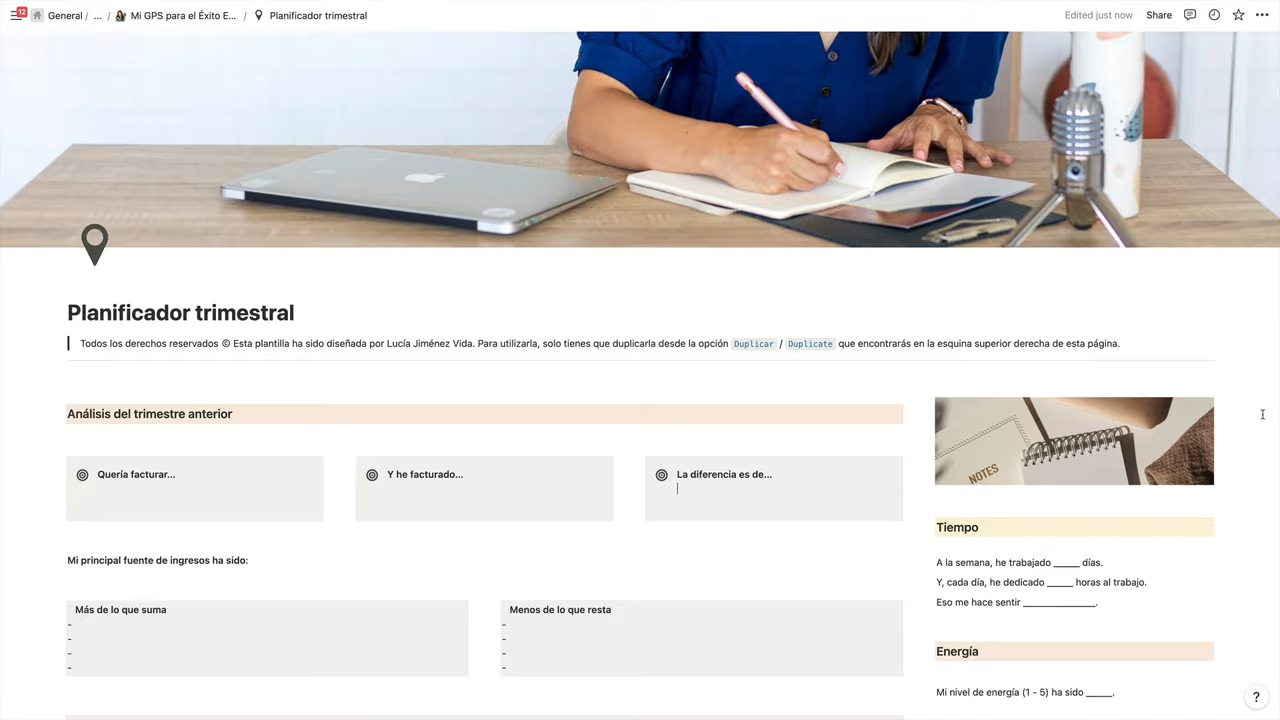 12
General / ... / Mi GPS para el Éxito E... / Planificador trimestral
Edited just now Share
Planificador trimestral
Todos los derechos reservados © Esta plantilla ha sido diseñada por Lucía Jiménez Vida. Para utilizarla, solo tienes que duplicarla desde la opción Duplicar / Duplicate que encontrarás en la esquina superior derecha de esta página.
Análisis del trimestre anterior
Quería facturar...
Y he facturado...
La diferencia es de...
Mi principal fuente de ingresos ha sido:
Más de lo que suma
-
-
-
-
Menos de lo que resta
-
-
-
-
NOTES
Tiempo
A la semana, he trabajado _____ días.
Y, cada día, he dedicado _____ horas al trabajo.
Eso me hace sentir ______________.
Energía
Mi nivel de energía (1 - 5) ha sido _____.
?